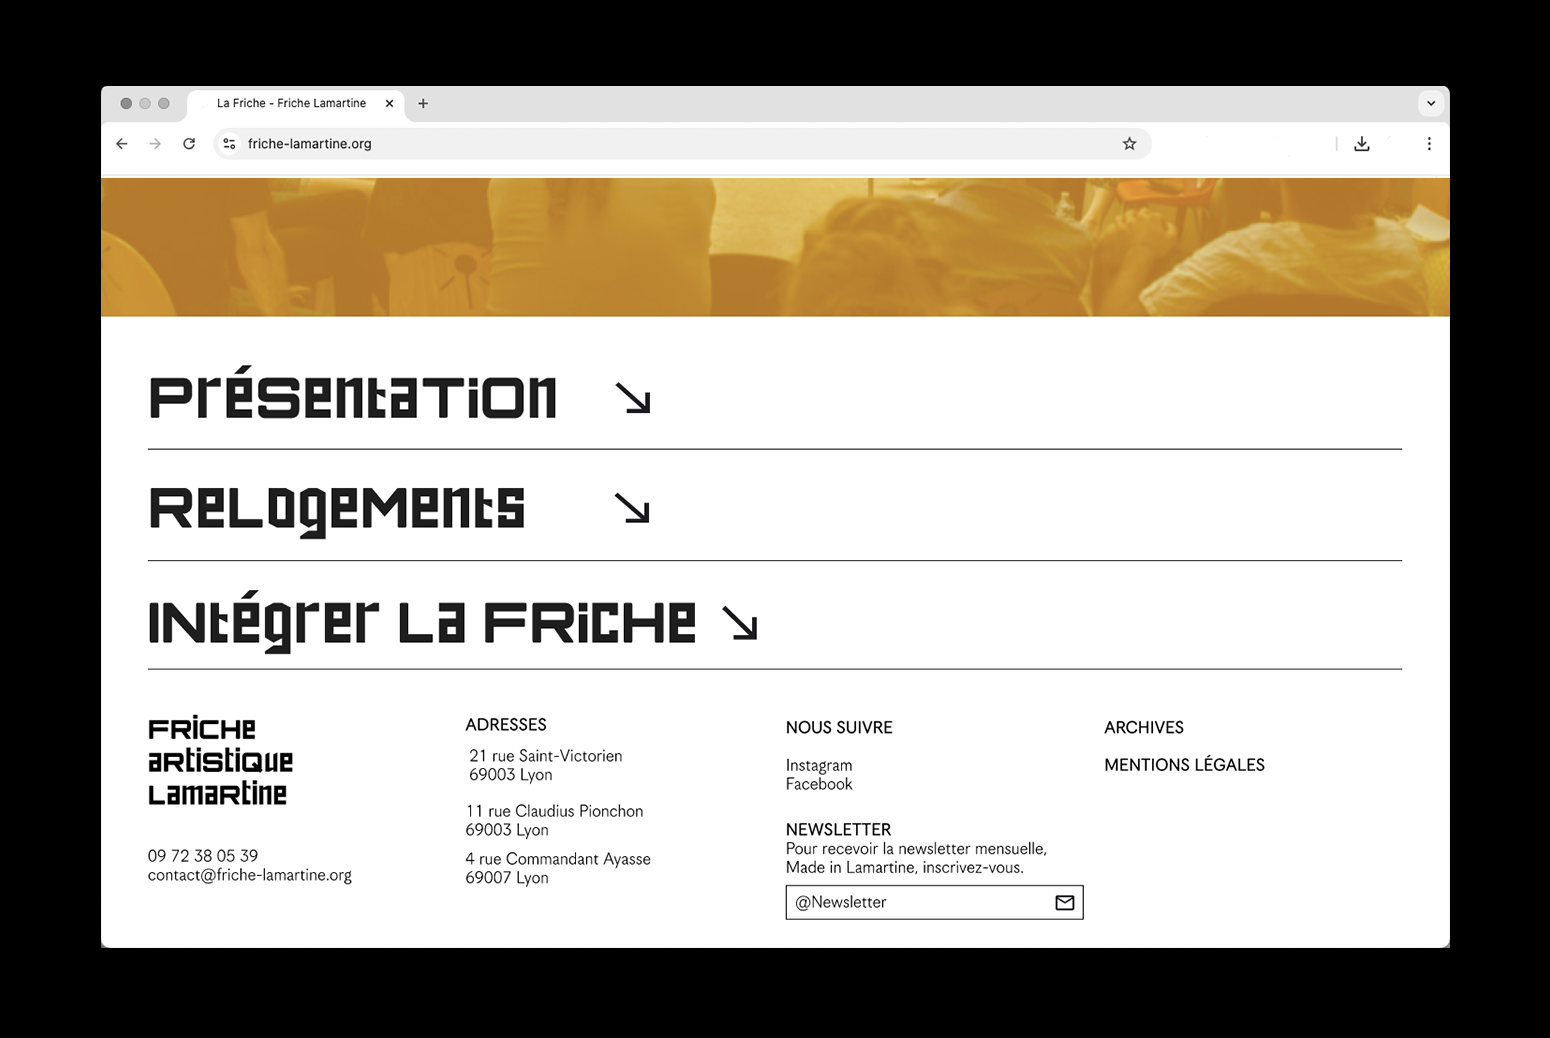 La Friche - Friche Lamartine
friche-lamartine.org
Présentation
Relogements
Intégrer La Friche
Friche
artistique
Lamartine
09 72 38 05 39
contact@friche-lamartine.org
ADRESSES
21 rue Saint-Victorien
69003 Lyon
11 rue Claudius Pionchon
69003 Lyon
4 rue Commandant Ayasse
69007 Lyon
NOUS SUIVRE
Instagram
Facebook
NEWSLETTER
Pour recevoir la newsletter mensuelle,
Made in Lamartine, inscrivez-vous.
@Newsletter
ARCHIVES
MENTIONS LÉGALES